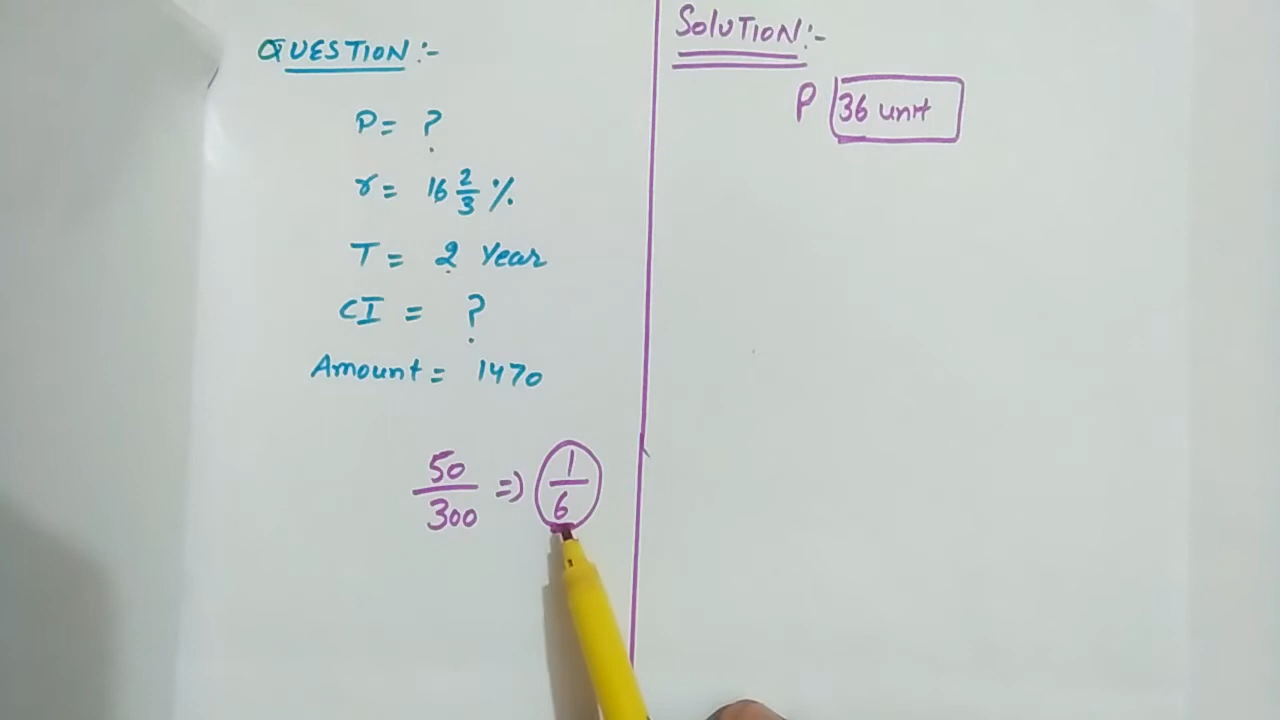 QUESTION :-
P = ?
r = 16 2/3 %
T = 2 Year
CI = ?
Amount = 1470
50/300 => 1/6
SOLUTION :-
P 36 unit